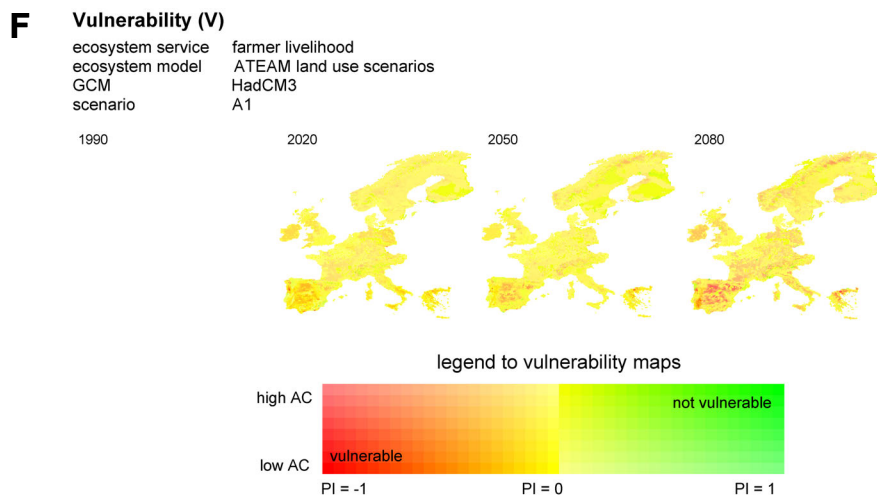 F
Vulnerability (V)
ecosystem service farmer livelihood
ecosystem model ATEAM land use scenarios
GCM HadCM3
scenario A1
1990 2020 2050 2080
legend to vulnerability maps
high AC
not vulnerable
vulnerable
low AC
PI = -1 PI = 0 PI = 1